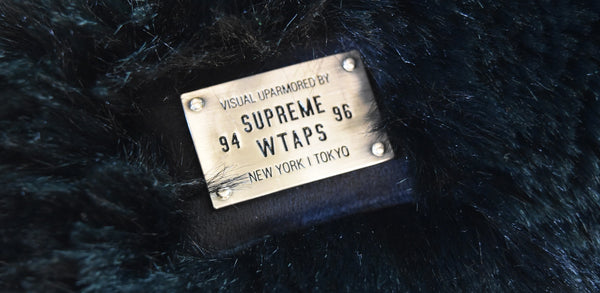 VISUAL UPARMORED BY
94 SUPREME 96
WTAPS
NEW YORK | TOKYO